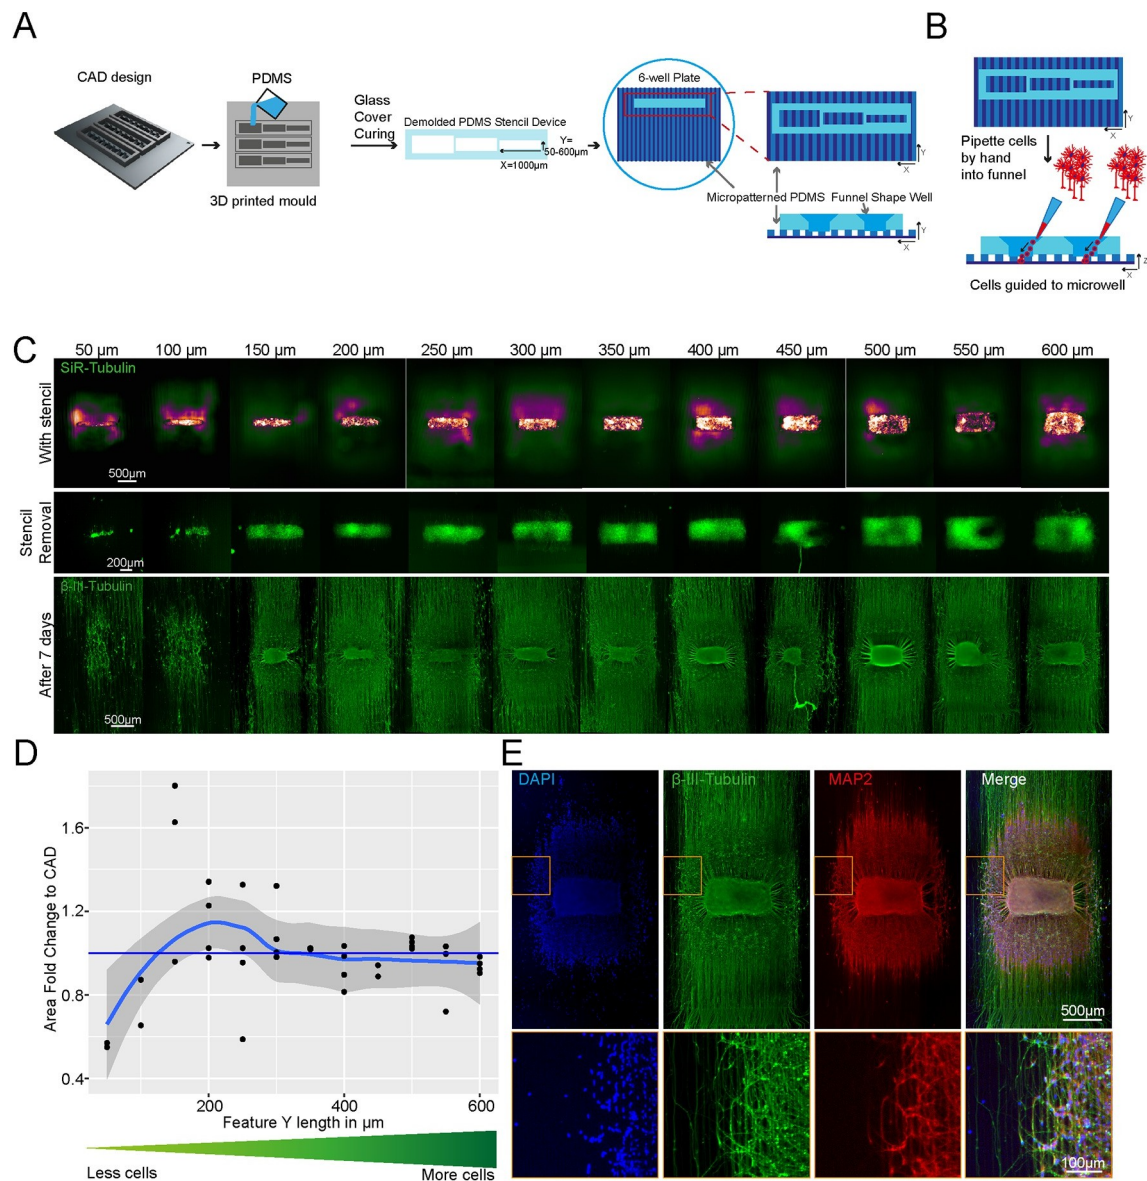 A
CAD design
PDMS
3D printed mould
Glass
Cover
Curing
Demolded PDMS Stencil Device
Y=
50-600µm
X=1000µm
6-well Plate
Micropatterned PDMS
Funnel Shape Well
Y
X
Y
X
B
Y
X
Pipette cells
by hand
into funnel
Z
X
Cells guided to microwell
C
50 µm 100 µm 150 µm 200 µm 250 µm 300 µm 350 µm 400 µm 450 µm 500 µm 550 µm 600 µm
With stencil
SiR-Tubulin
500µm
Stencil
Removal
200µm
After 7 days
β-III-Tubulin
500µm
D
Area Fold Change to CAD
1.6
1.2
0.8
0.4
200 400 600
Feature Y length in µm
Less cells More cells
E
DAPI β-III-Tubulin MAP2 Merge
500µm
100µm